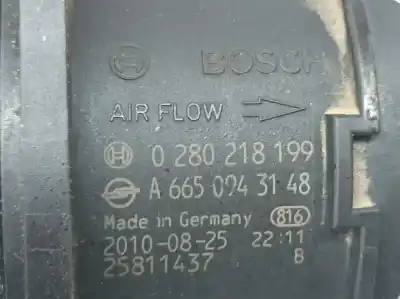 BOSCH
AIR FLOW
0 280 218 199
A 665 094 31 48
Made in Germany 816
2010-08-25 22:11
25811437 B